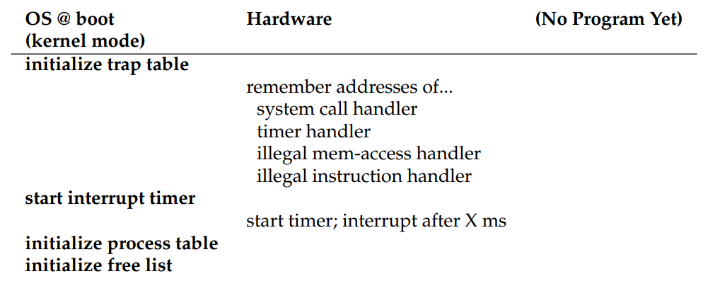 OS @ boot Hardware (No Program Yet)
(kernel mode)
initialize trap table
remember addresses of...
system call handler
timer handler
illegal mem-access handler
illegal instruction handler
start interrupt timer
start timer; interrupt after X ms
initialize process table
initialize free list